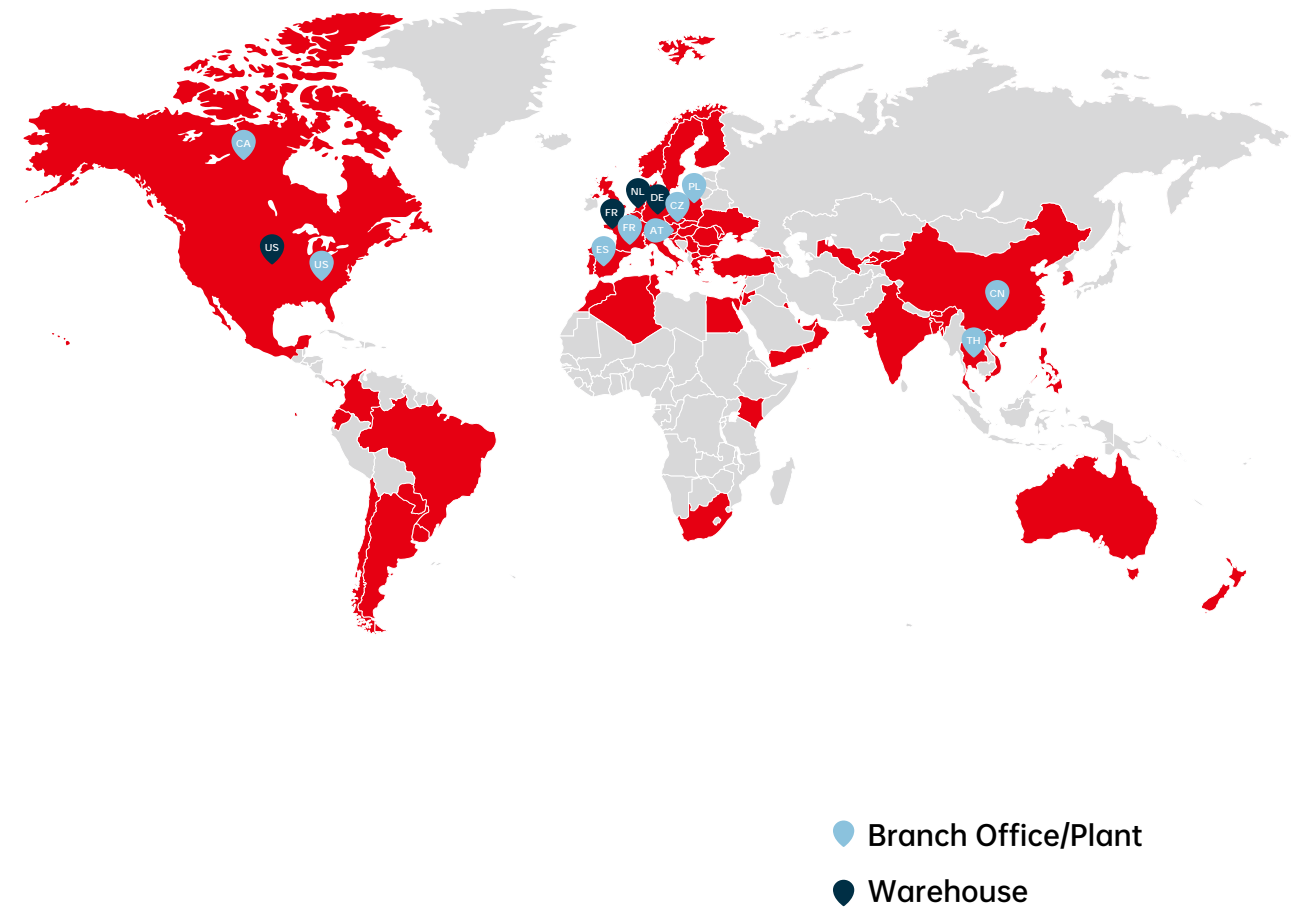 CA
PL
NL
DE
CZ
FR
FR
AT
US
ES
US
CN
TH
Branch Office/Plant
Warehouse